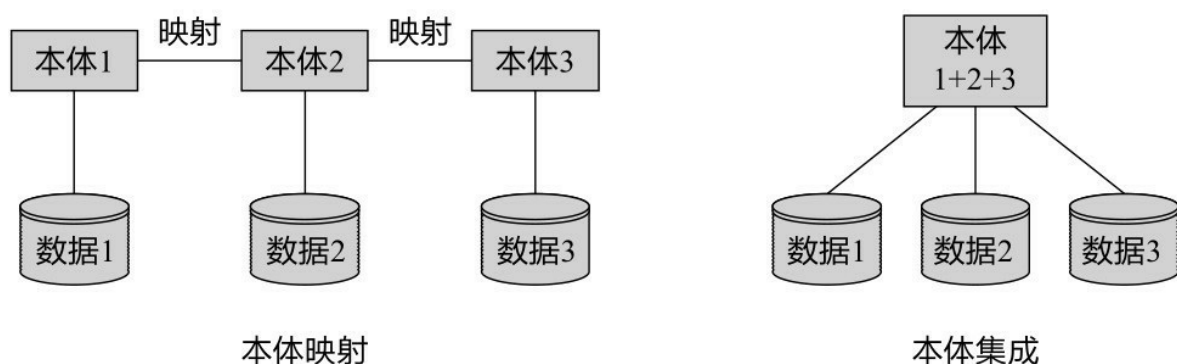 映射 映射
本体1 本体2 本体3
数据1 数据2 数据3
本体映射
本体
1+2+3
数据1 数据2 数据3
本体集成